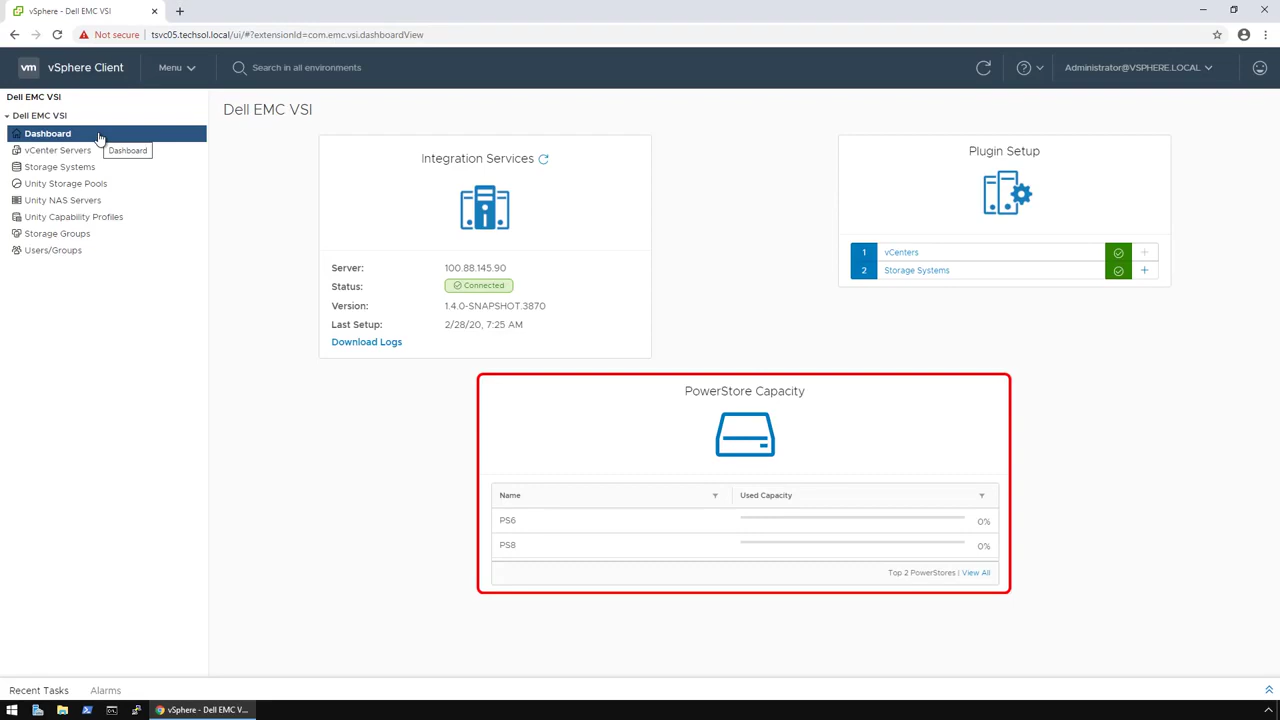 vSphere - Dell EMC VSI
Not secure | tsvc05.techsol.local/ui/#?extensionId=com.emc.vsi.dashboardView
vm vSphere Client Menu Search in all environments Administrator@VSPHERE.LOCAL
Dell EMC VSI
Dell EMC VSI
Dashboard
Dashboard
vCenter Servers
Storage Systems
Unity Storage Pools
Unity NAS Servers
Unity Capability Profiles
Storage Groups
Users/Groups
Dell EMC VSI
Integration Services
Server: 100.88.145.90
Status: Connected
Version: 1.4.0-SNAPSHOT.3870
Last Setup: 2/28/20, 7:25 AM
Download Logs
Plugin Setup
1 vCenters
2 Storage Systems
PowerStore Capacity
Name Used Capacity
PS6 0%
PS8 0%
Top 2 PowerStores | View All
Recent Tasks Alarms
vSphere - Dell EMC V...